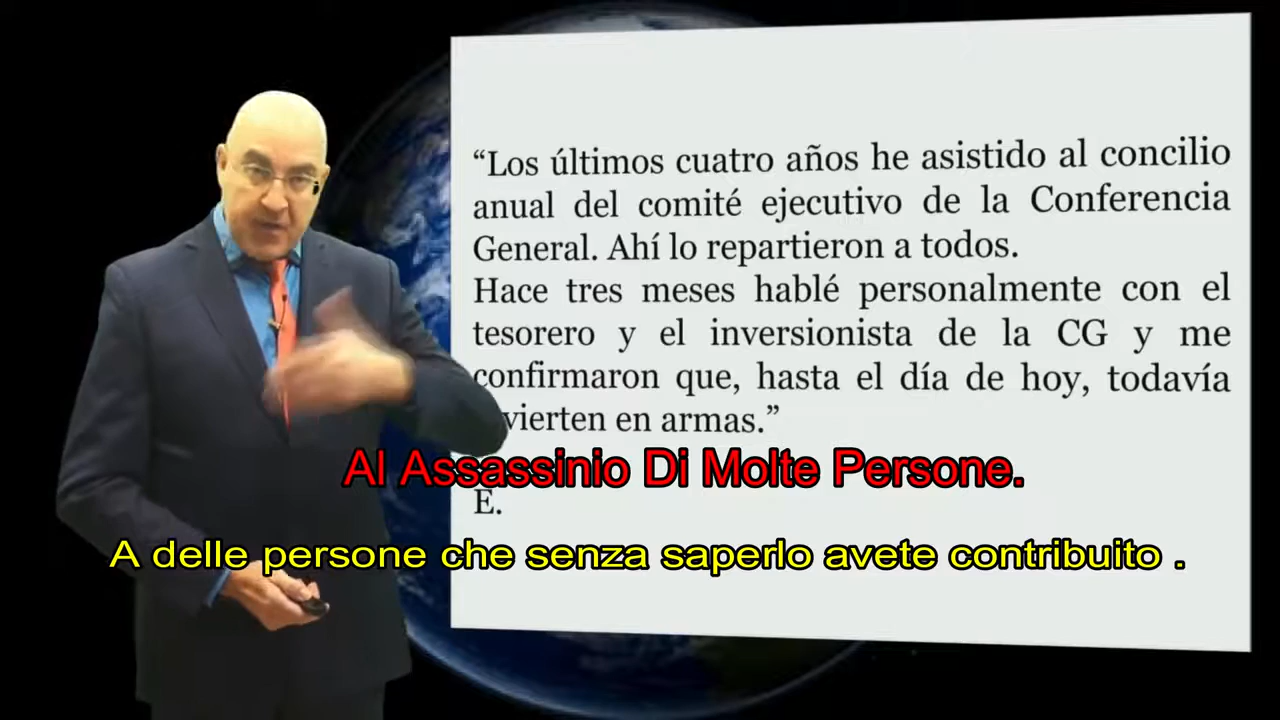 “Los últimos cuatro años he asistido al concilio
anual del comité ejecutivo de la Conferencia
General. Ahí lo repartieron a todos.
Hace tres meses hablé personalmente con el
tesorero y el inversionista de la CG y me
confirmaron que, hasta el día de hoy, todavía
en armas.”
Al Assassinio Di Molte Persone.
E.
A delle persone che senza saperlo avete contribuito .